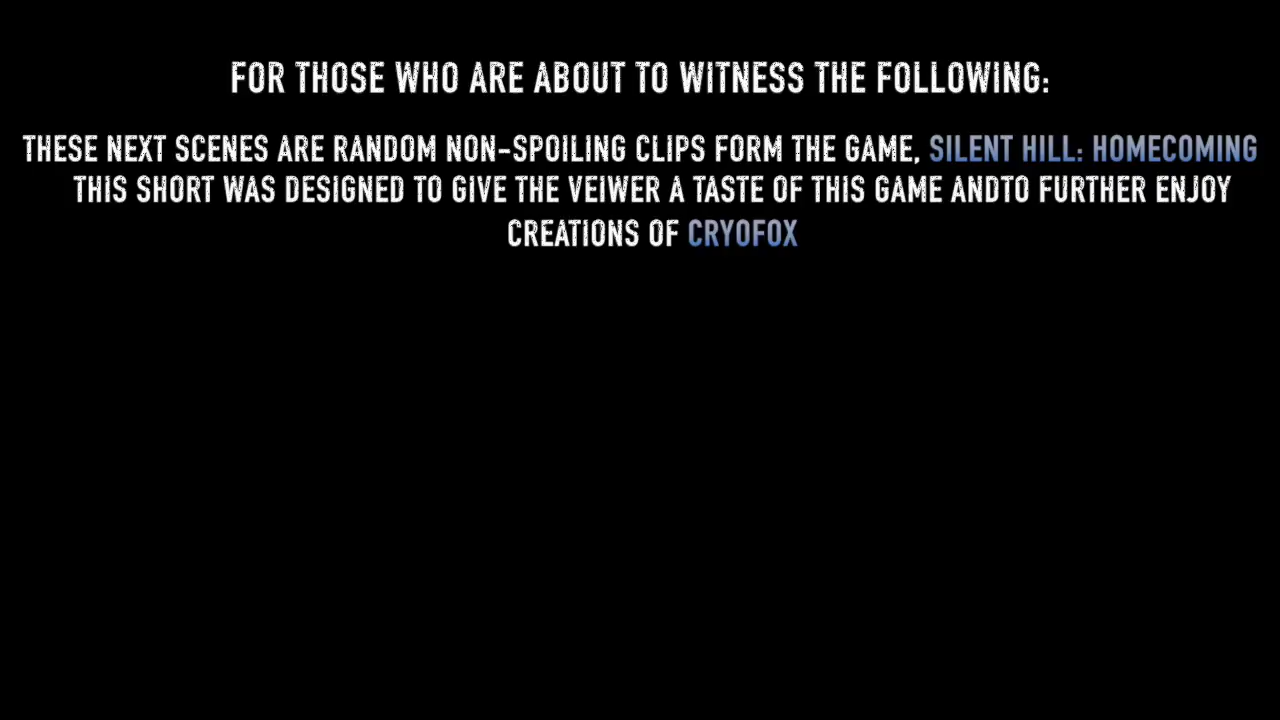 FOR THOSE WHO ARE ABOUT TO WITNESS THE FOLLOWING:
THESE NEXT SCENES ARE RANDOM NON-SPOILING CLIPS FORM THE GAME, SILENT HILL: HOMECOMING
THIS SHORT WAS DESIGNED TO GIVE THE VEIWER A TASTE OF THIS GAME ANDTO FURTHER ENJOY
CREATIONS OF CRYOFOX